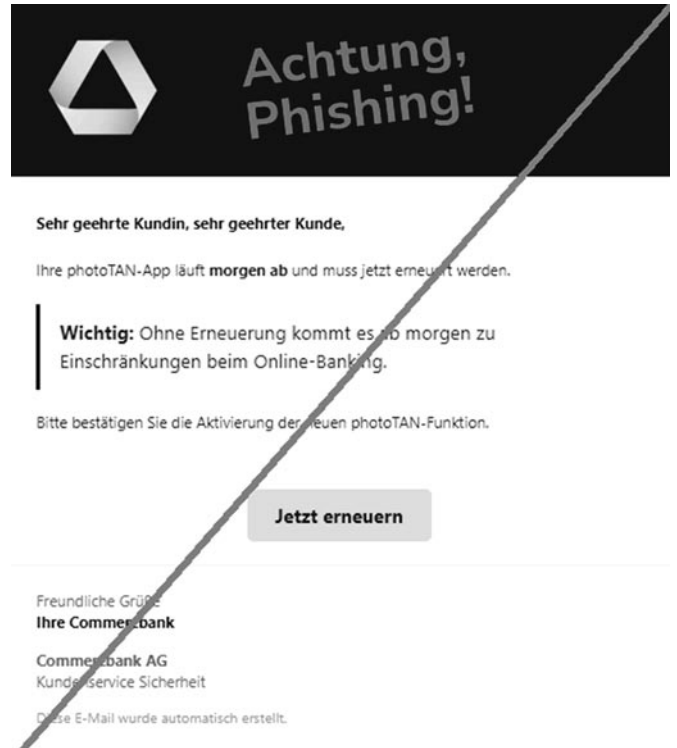 Achtung,
Phishing!
Sehr geehrte Kundin, sehr geehrter Kunde,
Ihre photoTAN-App läuft morgen ab und muss jetzt erneuert werden.
Wichtig: Ohne Erneuerung kommt es ab morgen zu
Einschränkungen beim Online-Banking.
Bitte bestätigen Sie die Aktivierung der neuen photoTAN-Funktion.
Jetzt erneuern
Freundliche Grüße
Ihre Commerzbank
Commerzbank AG
Kundenservice Sicherheit
Diese E-Mail wurde automatisch erstellt.